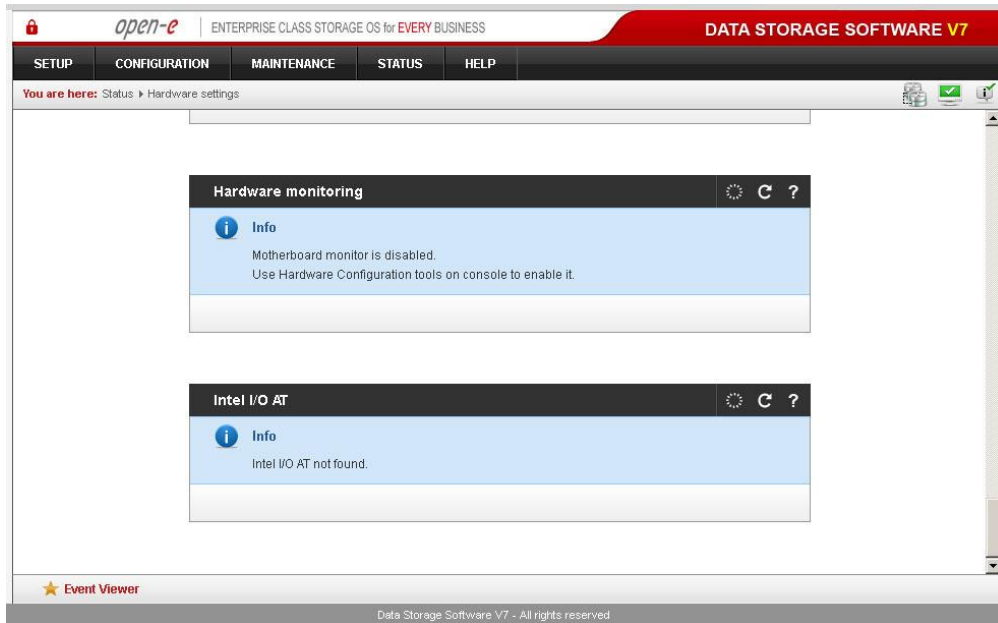 open-e ENTERPRISE CLASS STORAGE OS for EVERY BUSINESS DATA STORAGE SOFTWARE V7
SETUP CONFIGURATION MAINTENANCE STATUS HELP
You are here: Status Hardware settings
Hardware monitoring ?
Info
Motherboard monitor is disabled.
Use Hardware Configuration tools on console to enable it.
Intel I/O AT ?
Info
Intel I/O AT not found.
Event Viewer
Data Storage Software V7 - All rights reserved